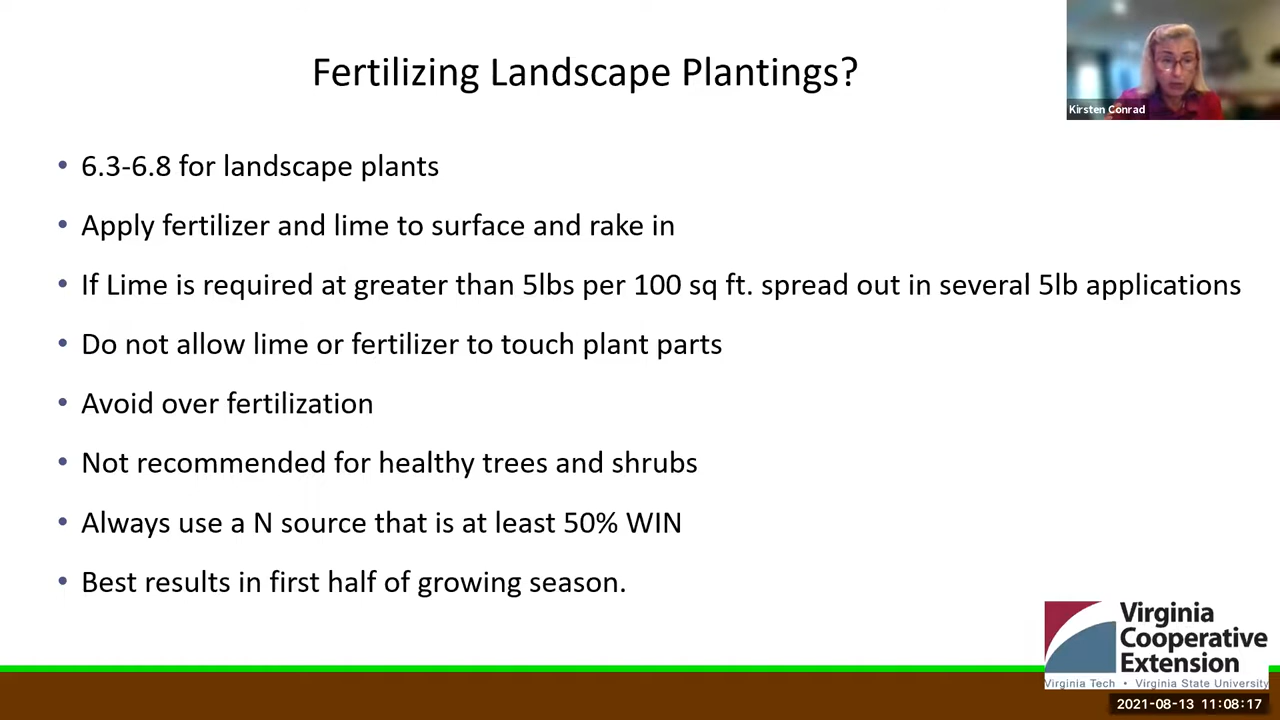 Fertilizing Landscape Plantings?
Kirsten Conrad
• 6.3-6.8 for landscape plants
• Apply fertilizer and lime to surface and rake in
• If Lime is required at greater than 5lbs per 100 sq ft. spread out in several 5lb applications
• Do not allow lime or fertilizer to touch plant parts
• Avoid over fertilization
• Not recommended for healthy trees and shrubs
• Always use a N source that is at least 50% WIN
• Best results in first half of growing season.
Virginia
Cooperative
Extension
Virginia Tech • Virginia State University
2021-08-13 11:08:17